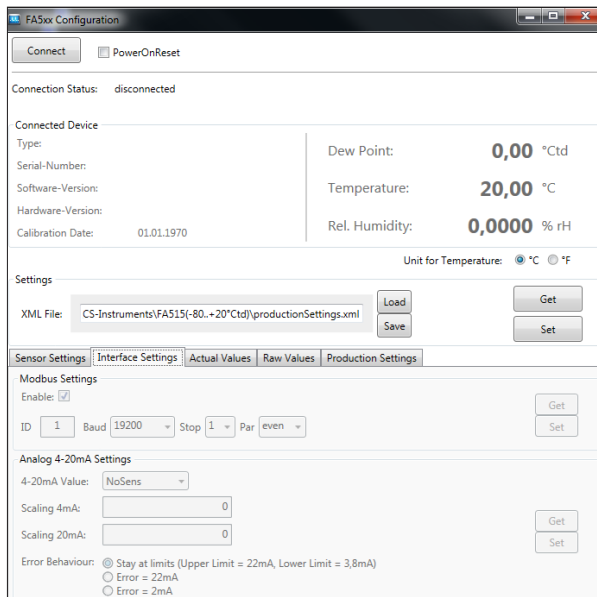 FA5xx Configuration
Connect PowerOnReset
Connection Status: disconnected
Connected Device
Type:
Serial-Number:
Software-Version:
Hardware-Version:
Calibration Date: 01.01.1970
Dew Point: 0,00 °Ctd
Temperature: 20,00 °C
Rel. Humidity: 0,0000 % rH
Unit for Temperature: °C °F
Settings
XML File: CS-Instruments\FA515(-80..+20°Ctd)\productionSettings.xml
Load
Save
Get
Set
Sensor Settings Interface Settings Actual Values Raw Values Production Settings
Modbus Settings
Enable:
ID 1 Baud 19200 Stop 1 Par even
Get
Set
Analog 4-20mA Settings
4-20mA Value: NoSens
Scaling 4mA: 0
Scaling 20mA: 0
Get
Set
Error Behaviour: Stay at limits (Upper Limit = 22mA, Lower Limit = 3,8mA)
Error = 22mA
Error = 2mA